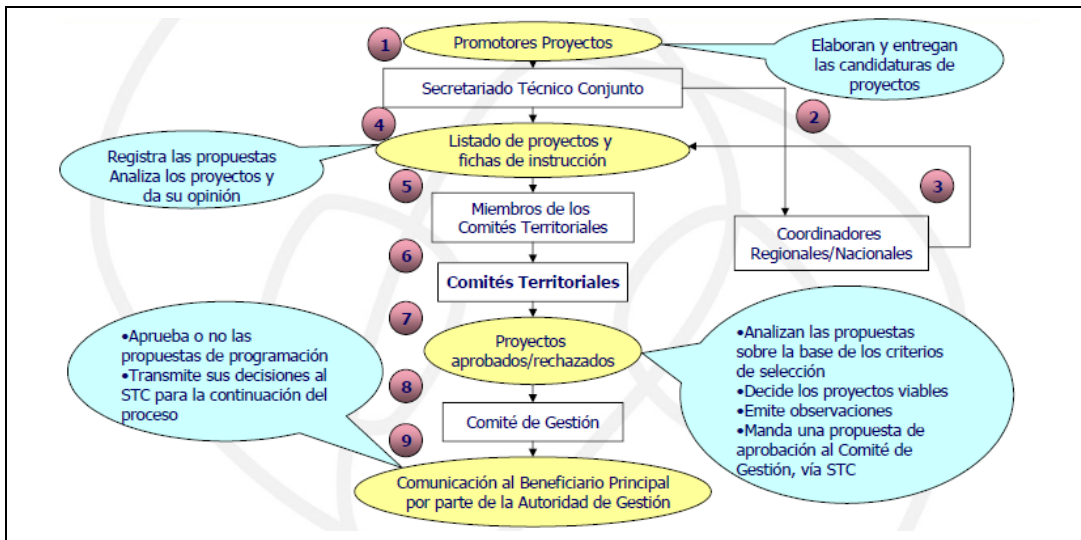 1
Promotores Proyectos
Elaboran y entregan
las candidaturas de
proyectos
Secretariado Técnico Conjunto
2
4
Listado de proyectos y
fichas de instrucción
Registra las propuestas
Analiza los proyectos y
da su opinión
3
5
Miembros de los
Comités Territoriales
Coordinadores
Regionales/Nacionales
6
Comités Territoriales
7
Proyectos
aprobados/rechazados
•Aprueba o no las
propuestas de programación
•Transmite sus decisiones al
STC para la continuación del
proceso
•Analizan las propuestas
sobre la base de los criterios
de selección
•Decide los proyectos viables
•Emite observaciones
•Manda una propuesta de
aprobación al Comité de
Gestión, vía STC
8
Comité de Gestión
9
Comunicación al Beneficiario Principal
por parte de la Autoridad de Gestión